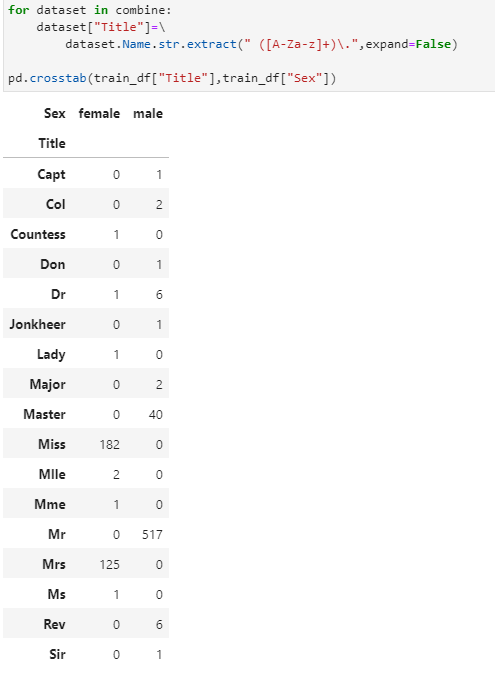 for dataset in combine:
    dataset["Title"]=\
        dataset.Name.str.extract(" ([A-Za-z]+)\.",expand=False)
pd.crosstab(train_df["Title"],train_df["Sex"])
Sex female male
Title
Capt 0 1
Col 0 2
Countess 1 0
Don 0 1
Dr 1 6
Jonkheer 0 1
Lady 1 0
Major 0 2
Master 0 40
Miss 182 0
Mlle 2 0
Mme 1 0
Mr 0 517
Mrs 125 0
Ms 1 0
Rev 0 6
Sir 0 1